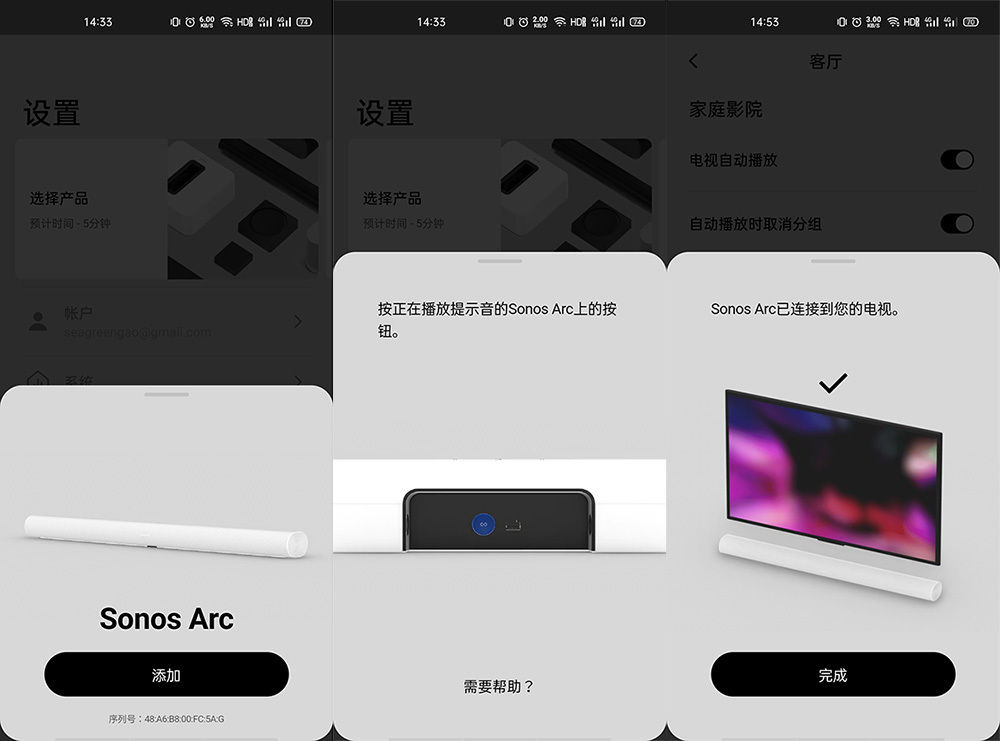 14:33
6.00
KB/S
HD
4G
4G
74
设置
选择产品
预计时间 - 5分钟
帐户
seagreengao@gmail.com
系统
Sonos Arc
添加
序列号：48:A6:B8:00:FC:5A:G
14:33
2.00
KB/S
HD
4G
4G
74
设置
选择产品
预计时间 - 5分钟
按正在播放提示音的Sonos Arc上的按
钮。
需要帮助？
14:53
3.00
KB/S
HD
4G
4G
70
客厅
家庭影院
电视自动播放
自动播放时取消分组
Sonos Arc已连接到您的电视。
完成